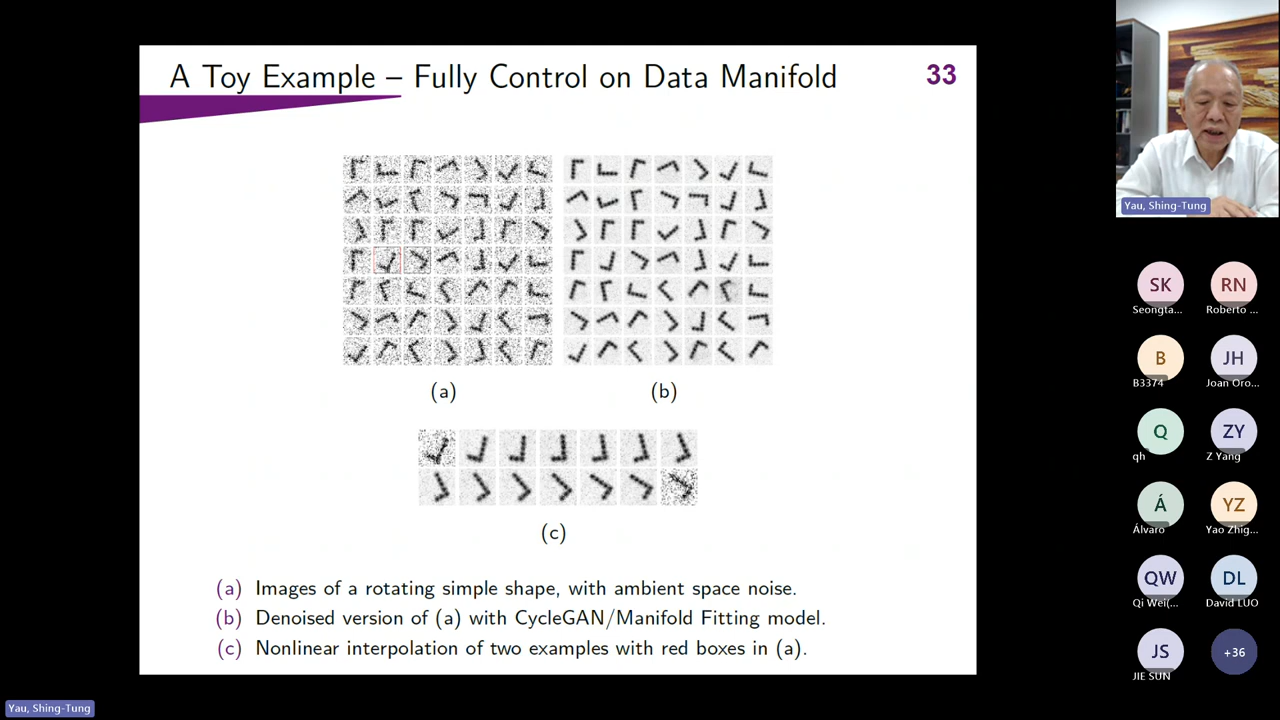 A Toy Example – Fully Control on Data Manifold
33
(a)
(b)
(c)
(a) Images of a rotating simple shape, with ambient space noise.
(b) Denoised version of (a) with CycleGAN/Manifold Fitting model.
(c) Nonlinear interpolation of two examples with red boxes in (a).
Yau, Shing-Tung
SK
RN
Seongta...
Roberto ...
B
JH
B3374
Joan Oro...
Q
ZY
qh
Z Yang
Á
YZ
Álvaro
Yao Zhig...
QW
DL
Qi Wei(...
David LUO
JS
+36
JIE SUN
Yau, Shing-Tung